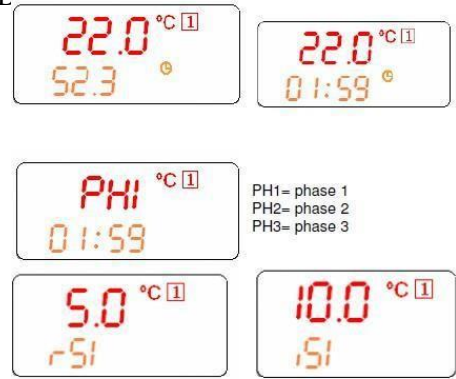 22.0 °C 1 22.0 °C 1
52.3 01:59
PH1 °C 1
01:59
PH1= phase 1
PH2= phase 2
PH3= phase 3
5.0 °C 1 10.0 °C 1
rS1 iS1